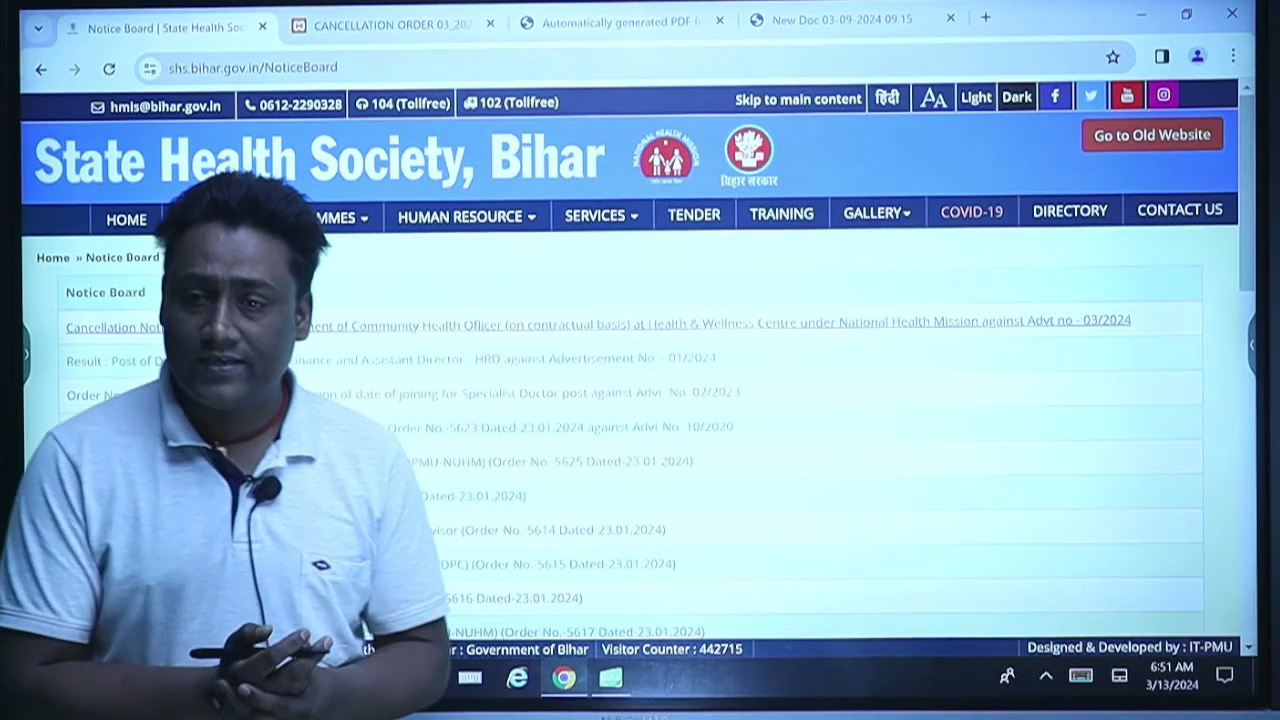 Notice Board | State Health Soc
CANCELLATION ORDER 03_202
Automatically generated PDF f
New Doc 03-09-2024 09.15
shs.bihar.gov.in/NoticeBoard
hmis@bihar.gov.in 0612-2290328 104 (Tollfree) 102 (Tollfree) Skip to main content हिंदी AA Light Dark
State Health Society, Bihar
NATIONAL HEALTH MISSION
बिहार सरकार
Go to Old Website
HOME MMES HUMAN RESOURCE SERVICES TENDER TRAINING GALLERY COVID-19 DIRECTORY CONTACT US
Home » Notice Board
Notice Board
Cancellation Not ent of Community Health Officer (on contractual basis) at Health & Wellness Centre under National Health Mission against Advt no - 03/2024
Result : Post of D inance and Assistant Director - HRD against Advertisement No. - 01/2024
Order No on of date of joining for Specialist Doctor post against Advt. No. 02/2023
Order No.-5623 Dated-23.01.2024 against Advt No. 10/2020
PMU-NUHM) (Order No.-5625 Dated-23.01.2024)
Dated-23.01.2024)
visor (Order No.-5614 Dated-23.01.2024)
DPC) (Order No.-5615 Dated-23.01.2024)
5616 Dated-23.01.2024)
-NUHM) (Order No.-5617 Dated-23.01.2024)
r : Government of Bihar Visitor Counter : 442715 Designed & Developed by : IT-PMU
6:51 AM
3/13/2024